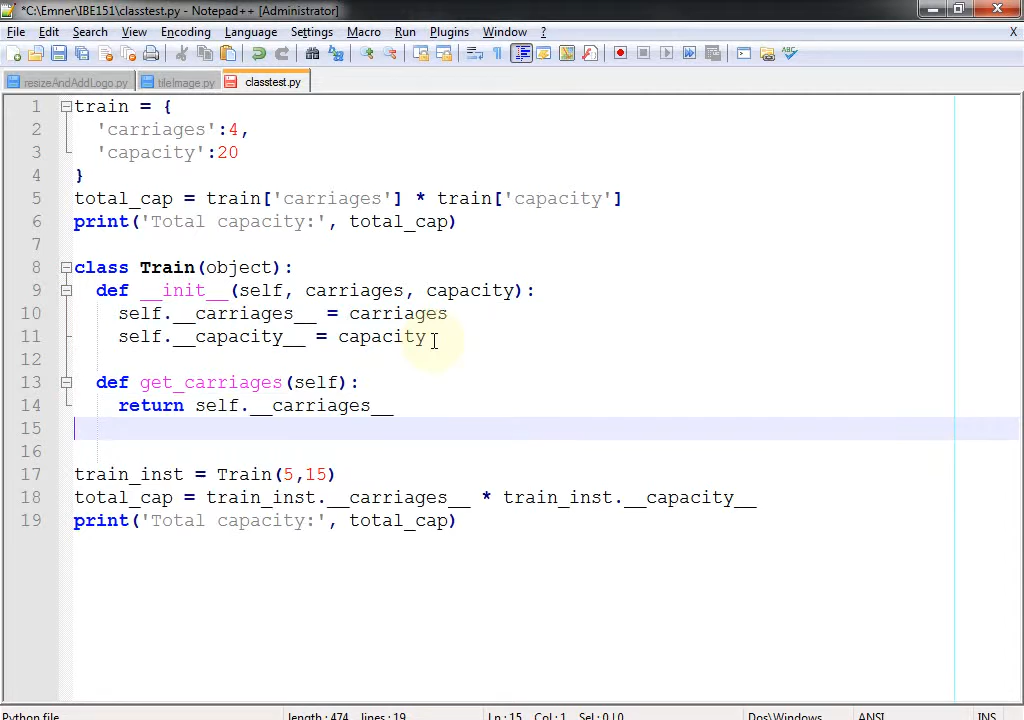 *C:\Emner\IBE151\classtest.py - Notepad++ [Administrator]
File Edit Search View Encoding Language Settings Macro Run Plugins Window ? X
resizeAndAddLogo.py tileImage.py classtest.py
1 train = {
2 'carriages':4,
3 'capacity':20
4 }
5 total_cap = train['carriages'] * train['capacity']
6 print('Total capacity:', total_cap)
7
8 class Train(object):
9 def __init__(self, carriages, capacity):
10 self.__carriages__ = carriages
11 self.__capacity__ = capacity
12
13 def get_carriages(self):
14 return self.__carriages__
15
16
17 train_inst = Train(5,15)
18 total_cap = train_inst.__carriages__ * train_inst.__capacity__
19 print('Total capacity:', total_cap)
Python file length : 474 lines : 19 Ln : 15 Col : 1 Sel : 0 | 0 Dos\Windows ANSI INS